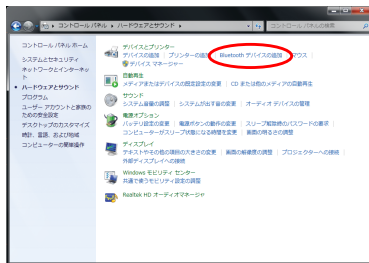 コントロール パネル ▸ ハードウェアとサウンド ▸
コントロール パネルの検索
コントロール パネル ホーム
システムとセキュリティ
ネットワークとインターネット
ハードウェアとサウンド
プログラム
ユーザー アカウントと家族の
ための安全設定
デスクトップのカスタマイズ
時計、言語、および地域
コンピューターの簡単操作
デバイスとプリンター
デバイスの追加 | プリンターの追加 | Bluetooth デバイスの追加 | マウス
デバイス マネージャー
自動再生
メディアまたはデバイスの既定設定の変更 | CD または他のメディアの自動再生
サウンド
システム音量の調整 | システムが出す音の変更 | オーディオ デバイスの管理
電源オプション
バッテリ設定の変更 | 電源ボタンの動作の変更 | スリープ解除時のパスワードの要求
コンピューターがスリープ状態になる時間を変更 | 画面の明るさの調整
ディスプレイ
テキストやその他の項目の大きさの変更 | 画面の解像度の調整 | プロジェクターへの接続
外部ディスプレイへの接続
Windows モビリティ センター
共通で使うモビリティ設定の調整
Realtek HD オーディオマネージャ